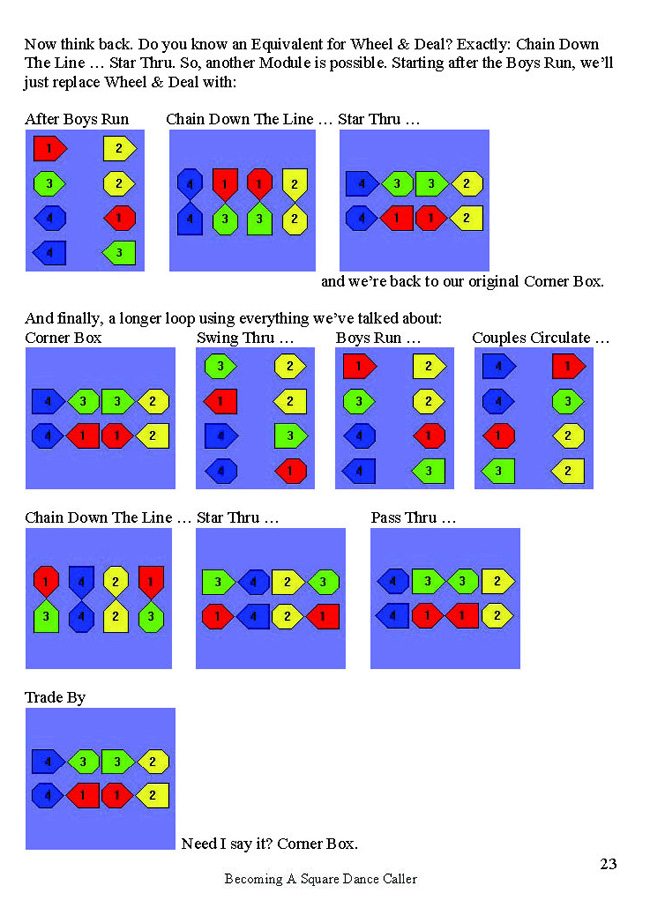 Now think back. Do you know an Equivalent for Wheel & Deal? Exactly: Chain Down
The Line … Star Thru. So, another Module is possible. Starting after the Boys Run, we'll
just replace Wheel & Deal with:
After Boys Run
1 2
3 2
4 1
4 3
Chain Down The Line … Star Thru …
4 1 1 2
4 3 3 2
4 3 3 2
4 1 1 2
and we're back to our original Corner Box.
And finally, a longer loop using everything we've talked about:
Corner Box
4 3 3 2
4 1 1 2
Swing Thru …
3 2
1 2
4 3
4 1
Boys Run …
1 2
3 2
4 1
4 3
Couples Circulate …
4 1
4 3
1 2
3 2
Chain Down The Line … Star Thru …
1 4 2 1
3 4 2 3
3 4 2 3
1 4 2 1
Pass Thru …
4 3 3 2
4 1 1 2
Trade By
4 3 3 2
4 1 1 2
Need I say it? Corner Box.
23
Becoming A Square Dance Caller